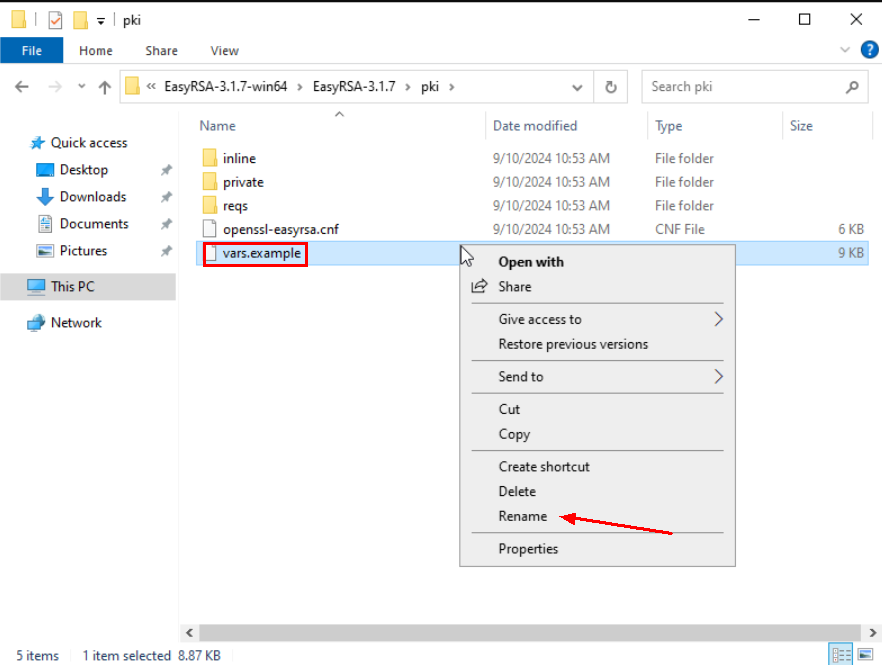 pki
File Home Share View
« EasyRSA-3.1.7-win64 > EasyRSA-3.1.7 > pki > Search pki
Name Date modified Type Size
Quick access
Desktop
Downloads
Documents
Pictures
This PC
Network
inline 9/10/2024 10:53 AM File folder
private 9/10/2024 10:53 AM File folder
reqs 9/10/2024 10:53 AM File folder
openssl-easyrsa.cnf 9/10/2024 10:53 AM CNF File 6 KB
vars.example 9 KB
Open with
Share
Give access to
Restore previous versions
Send to
Cut
Copy
Create shortcut
Delete
Rename
Properties
5 items 1 item selected 8.87 KB